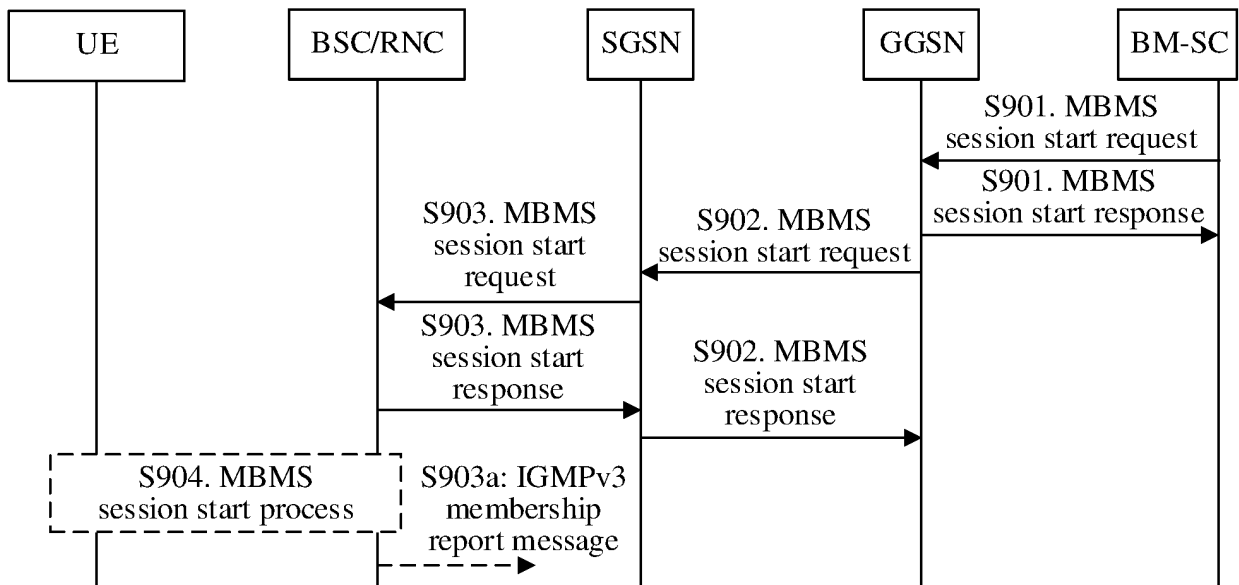 UE
BSC/RNC
SGSN
GGSN
BM-SC
S901. MBMS
session start request
S901. MBMS
session start response
S903. MBMS
session start
request
S902. MBMS
session start request
S903. MBMS
session start
response
S902. MBMS
session start
response
S904. MBMS
session start process
S903a: IGMPv3
membership
report message